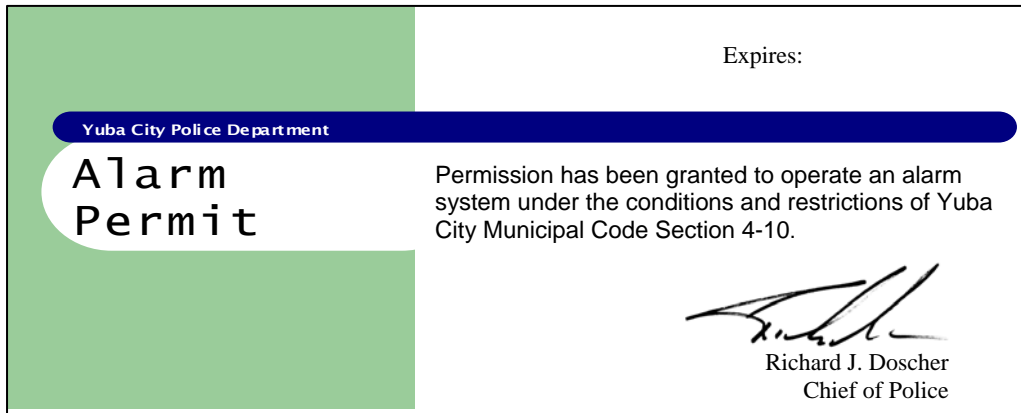 Expires:
Yuba City Police Department
Alarm
Permit
Permission has been granted to operate an alarm
system under the conditions and restrictions of Yuba
City Municipal Code Section 4-10.
Richard J. Doscher
Chief of Police